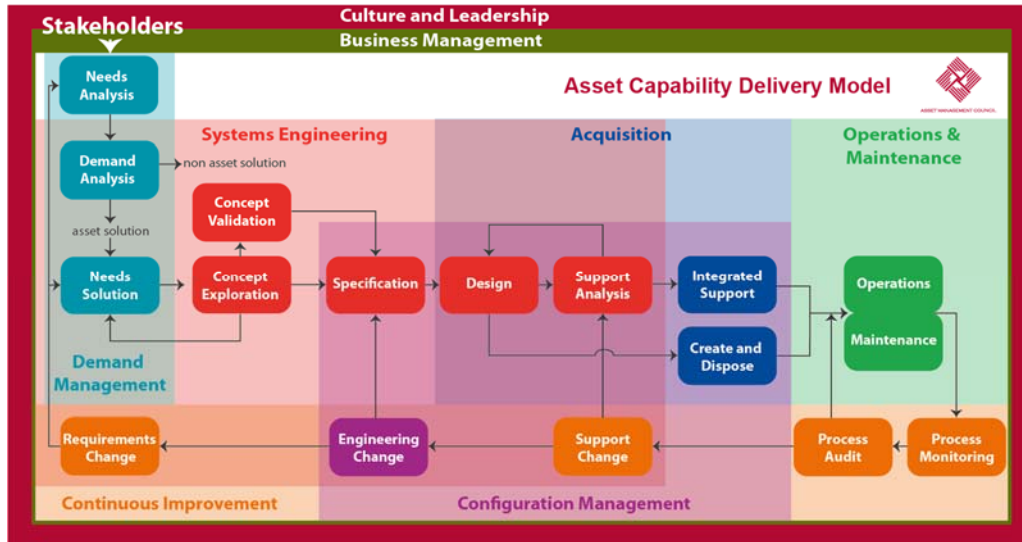 Culture and Leadership
Stakeholders
Business Management
Needs
Analysis
Asset Capability Delivery Model
ASSET MANAGEMENT COUNCIL
Systems Engineering
Acquisition
Operations &
Maintenance
Demand
Analysis
non asset solution
Concept
Validation
asset solution
Needs
Solution
Concept
Exploration
Specification
Design
Support
Analysis
Integrated
Support
Operations
Create and
Dispose
Maintenance
Demand
Management
Requirements
Change
Engineering
Change
Support
Change
Process
Audit
Process
Monitoring
Continuous Improvement
Configuration Management